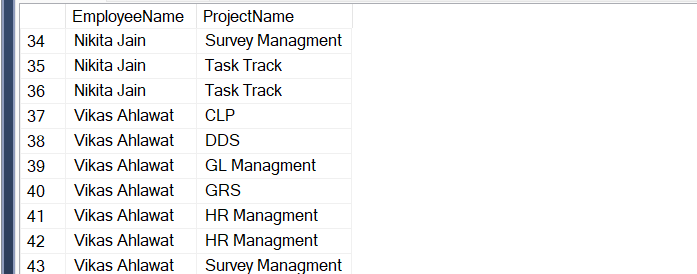 EmployeeName ProjectName
34 Nikita Jain Survey Managment
35 Nikita Jain Task Track
36 Nikita Jain Task Track
37 Vikas Ahlawat CLP
38 Vikas Ahlawat DDS
39 Vikas Ahlawat GL Managment
40 Vikas Ahlawat GRS
41 Vikas Ahlawat HR Managment
42 Vikas Ahlawat HR Managment
43 Vikas Ahlawat Survey Managment